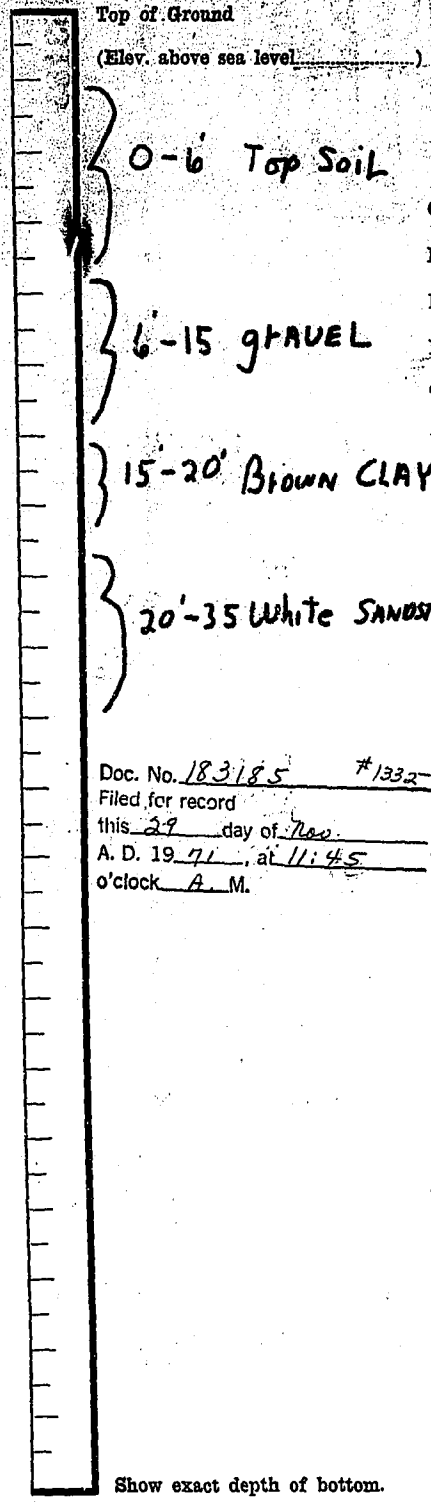 Top of Ground
(Elev. above sea level....................)
0-6' Top Soil
6'-15 gravel
15'-20' Brown CLAY
20'-35 White SANDST
Doc. No. 183185 #1332
Filed for record
this 29 day of Nov.
A. D. 19 71, at 11:45
o'clock A. M.
Show exact depth of bottom.